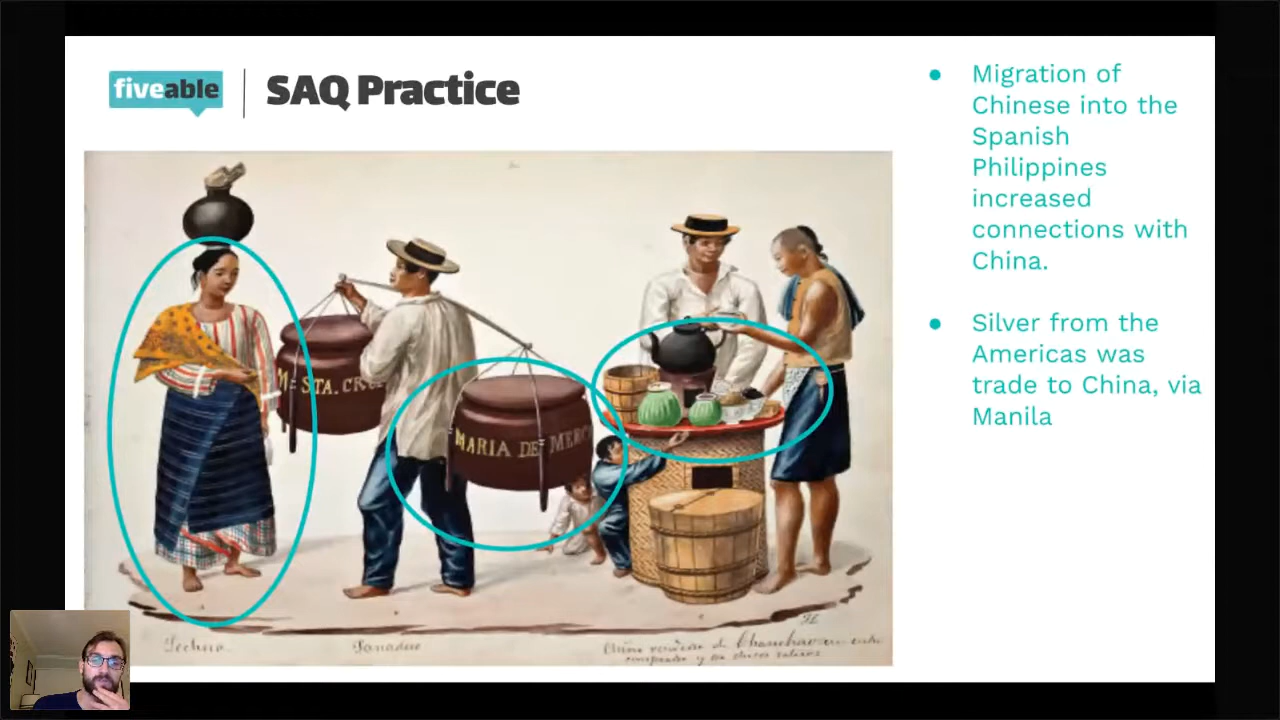 fiveable
SAQ Practice
Migration of
Chinese into the
Spanish
Philippines
increased
connections with
China.
Silver from the
Americas was
trade to China, via
Manila
STA. CRU
MARIA DE MERC